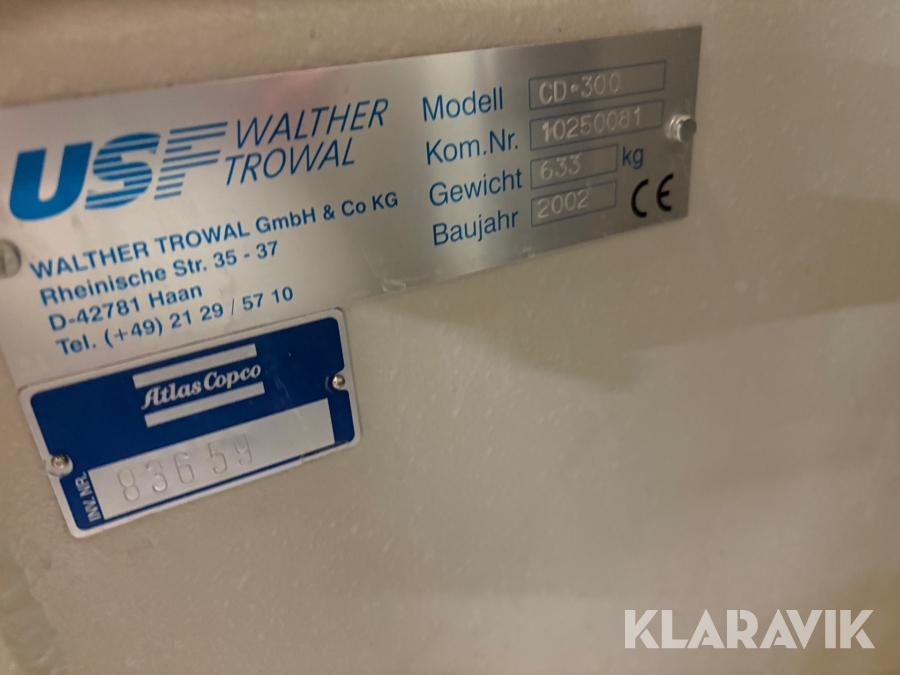 USF WALTHER
TROWAL
WALTHER TROWAL GmbH & Co KG
Rheinische Str. 35 - 37
D-42781 Haan
Tel. (+49) 21 29 / 57 10
Modell CD-300
Kom.Nr. 10250081
Gewicht 633 kg
Baujahr 2002 CE
Atlas Copco
INV. NR. 83659
KLARAVIK